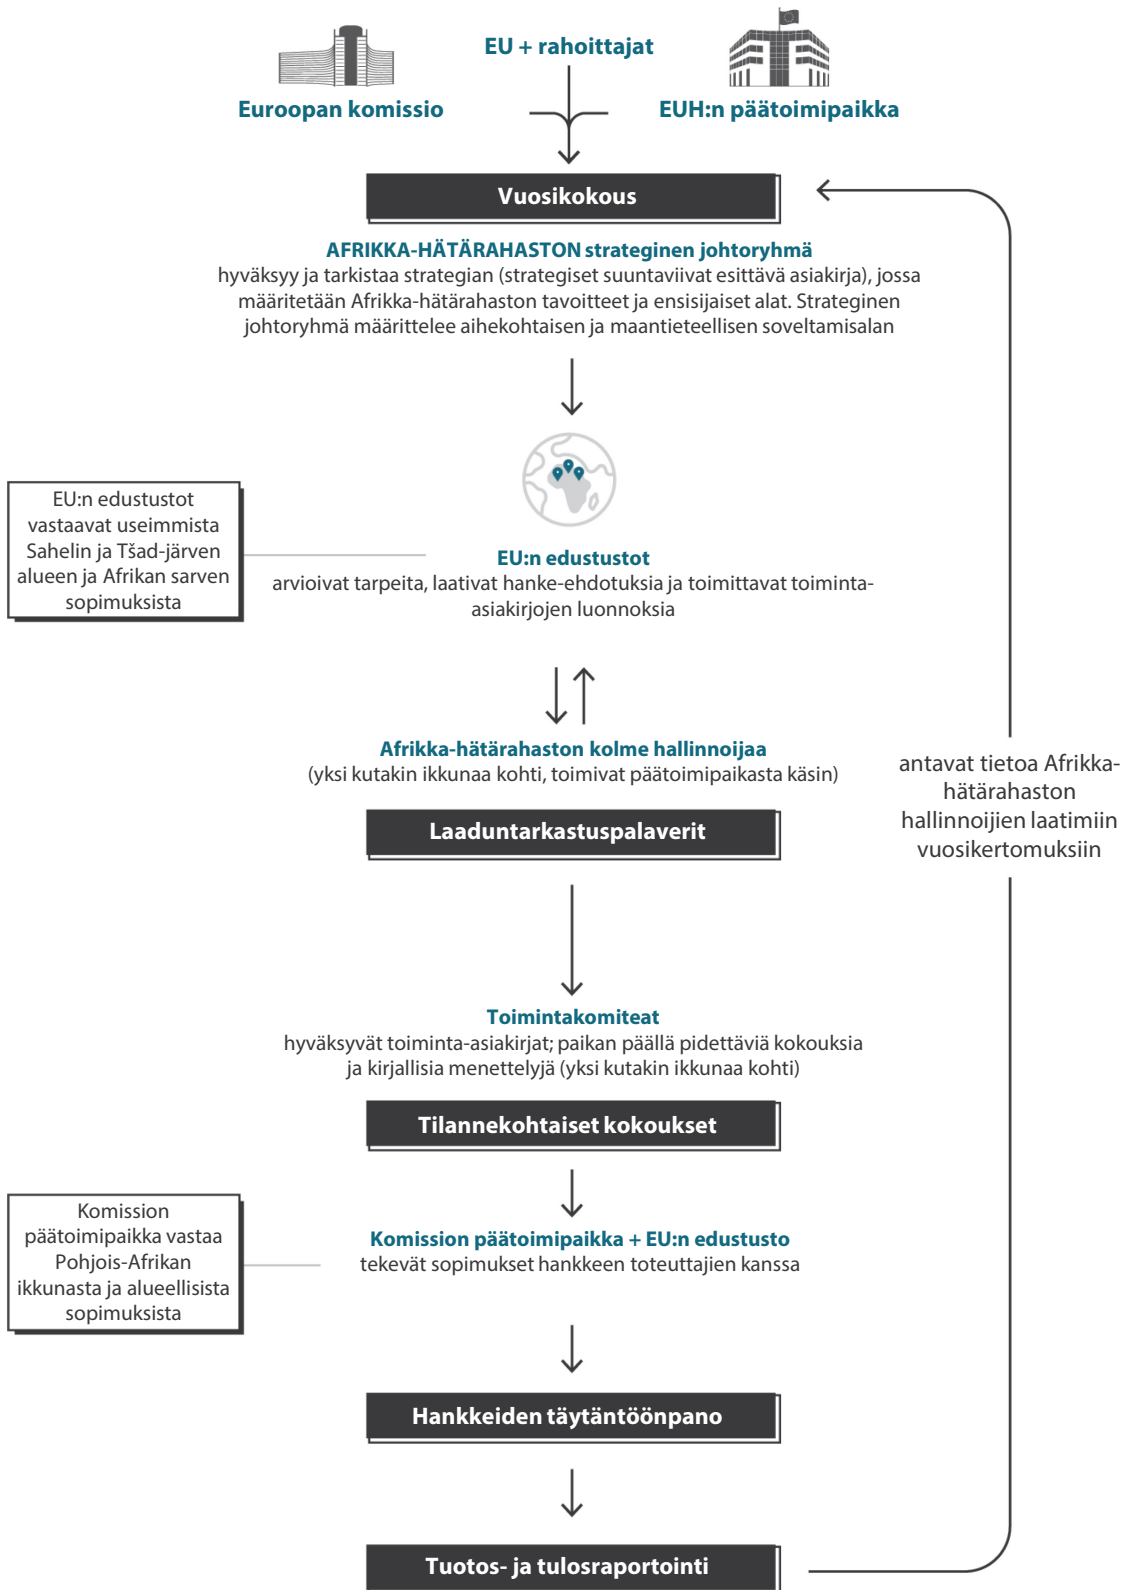 EU + rahoittajat
Euroopan komissio
EUH:n päätoimipaikka
Vuosikokous
AFRIKKA-HÄTÄRAHASTON strateginen johtoryhmä
hyväksyy ja tarkistaa strategian (strategiset suuntaviivat esittävä asiakirja), jossa
määritetään Afrikka-hätärahaston tavoitteet ja ensisijaiset alat. Strateginen
johtoryhmä määrittelee aihekohtaisen ja maantieteellisen soveltamisalan
EU:n edustustot
vastaavat useimmista
Sahelin ja Tšad-järven
alueen ja Afrikan sarven
sopimuksista
EU:n edustustot
arvioivat tarpeita, laativat hanke-ehdotuksia ja toimittavat toiminta-
asiakirjojen luonnoksia
Afrikka-hätärahaston kolme hallinnoijaa
(yksi kutakin ikkunaa kohti, toimivat päätoimipaikasta käsin)
Laaduntarkastuspalaverit
antavat tietoa Afrikka-
hätärahaston
hallinnoijien laatimiin
vuosikertomuksiin
Toimintakomiteat
hyväksyvät toiminta-asiakirjat; paikan päällä pidettäviä kokouksia
ja kirjallisia menettelyjä (yksi kutakin ikkunaa kohti)
Tilannekohtaiset kokoukset
Komission
päätoimipaikka vastaa
Pohjois-Afrikan
ikkunasta ja alueellisista
sopimuksista
Komission päätoimipaikka + EU:n edustusto
tekevät sopimukset hankkeen toteuttajien kanssa
Hankkeiden täytäntöönpano
Tuotos- ja tulosraportointi